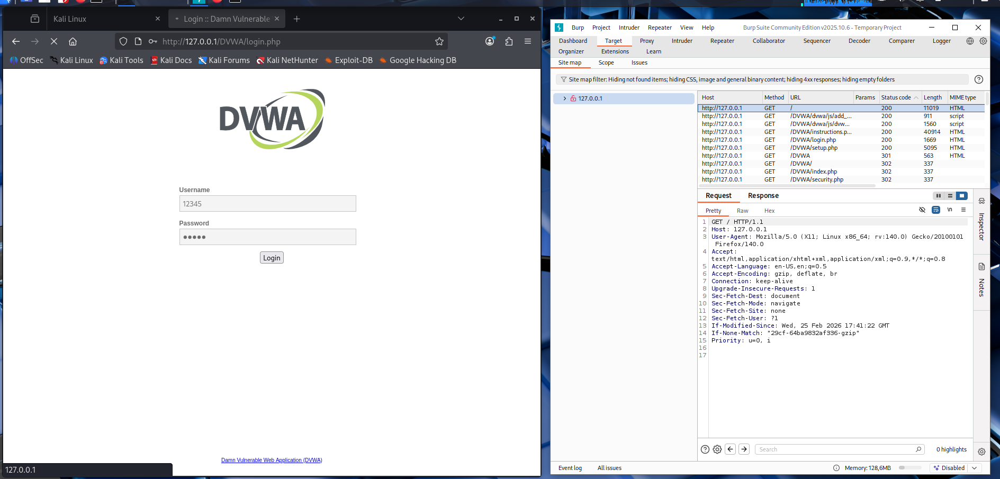 Kali Linux
Login :: Damn Vulnerable
http://127.0.0.1/DVWA/login.php
OffSec Kali Linux Kali Tools Kali Docs Kali Forums Kali NetHunter Exploit-DB Google Hacking DB
DVWA
Username
12345
Password
Login
Damn Vulnerable Web Application (DVWA)
127.0.0.1
Burp Project Intruder Repeater View Help Burp Suite Community Edition v2025.10.6 - Temporary Project
Dashboard Target Proxy Intruder Repeater Collaborator Sequencer Decoder Comparer Logger
Organizer Extensions Learn
Site map Scope Issues
Site map filter: Hiding not found items; hiding CSS, image and general binary content; hiding 4xx responses; hiding empty folders
127.0.0.1
Host Method URL Params Status code Length MIME type
http://127.0.0.1 GET / 200 11019 HTML
http://127.0.0.1 GET /DVWA/dvwa/js/add_... 200 911 script
http://127.0.0.1 GET /DVWA/dvwa/js/dvw... 200 1560 script
http://127.0.0.1 GET /DVWA/instructions.p... 200 40914 HTML
http://127.0.0.1 GET /DVWA/login.php 200 1669 HTML
http://127.0.0.1 GET /DVWA/setup.php 200 5095 HTML
http://127.0.0.1 GET /DVWA 301 563 HTML
http://127.0.0.1 GET /DVWA/ 302 337
http://127.0.0.1 GET /DVWA/index.php 302 337
http://127.0.0.1 GET /DVWA/security.php 302 337
Request Response
Pretty Raw Hex \n
1 GET / HTTP/1.1
2 Host: 127.0.0.1
3 User-Agent: Mozilla/5.0 (X11; Linux x86_64; rv:140.0) Gecko/20100101
Firefox/140.0
4 Accept:
text/html,application/xhtml+xml,application/xml;q=0.9,*/*;q=0.8
5 Accept-Language: en-US,en;q=0.5
6 Accept-Encoding: gzip, deflate, br
7 Connection: keep-alive
8 Upgrade-Insecure-Requests: 1
9 Sec-Fetch-Dest: document
10 Sec-Fetch-Mode: navigate
11 Sec-Fetch-Site: none
12 Sec-Fetch-User: ?1
13 If-Modified-Since: Wed, 25 Feb 2026 17:41:22 GMT
14 If-None-Match: "29cf-64ba9832af336-gzip"
15 Priority: u=0, i
16
17
Inspector
Notes
Search
0 highlights
Event log All issues Memory: 128,6MB Disabled